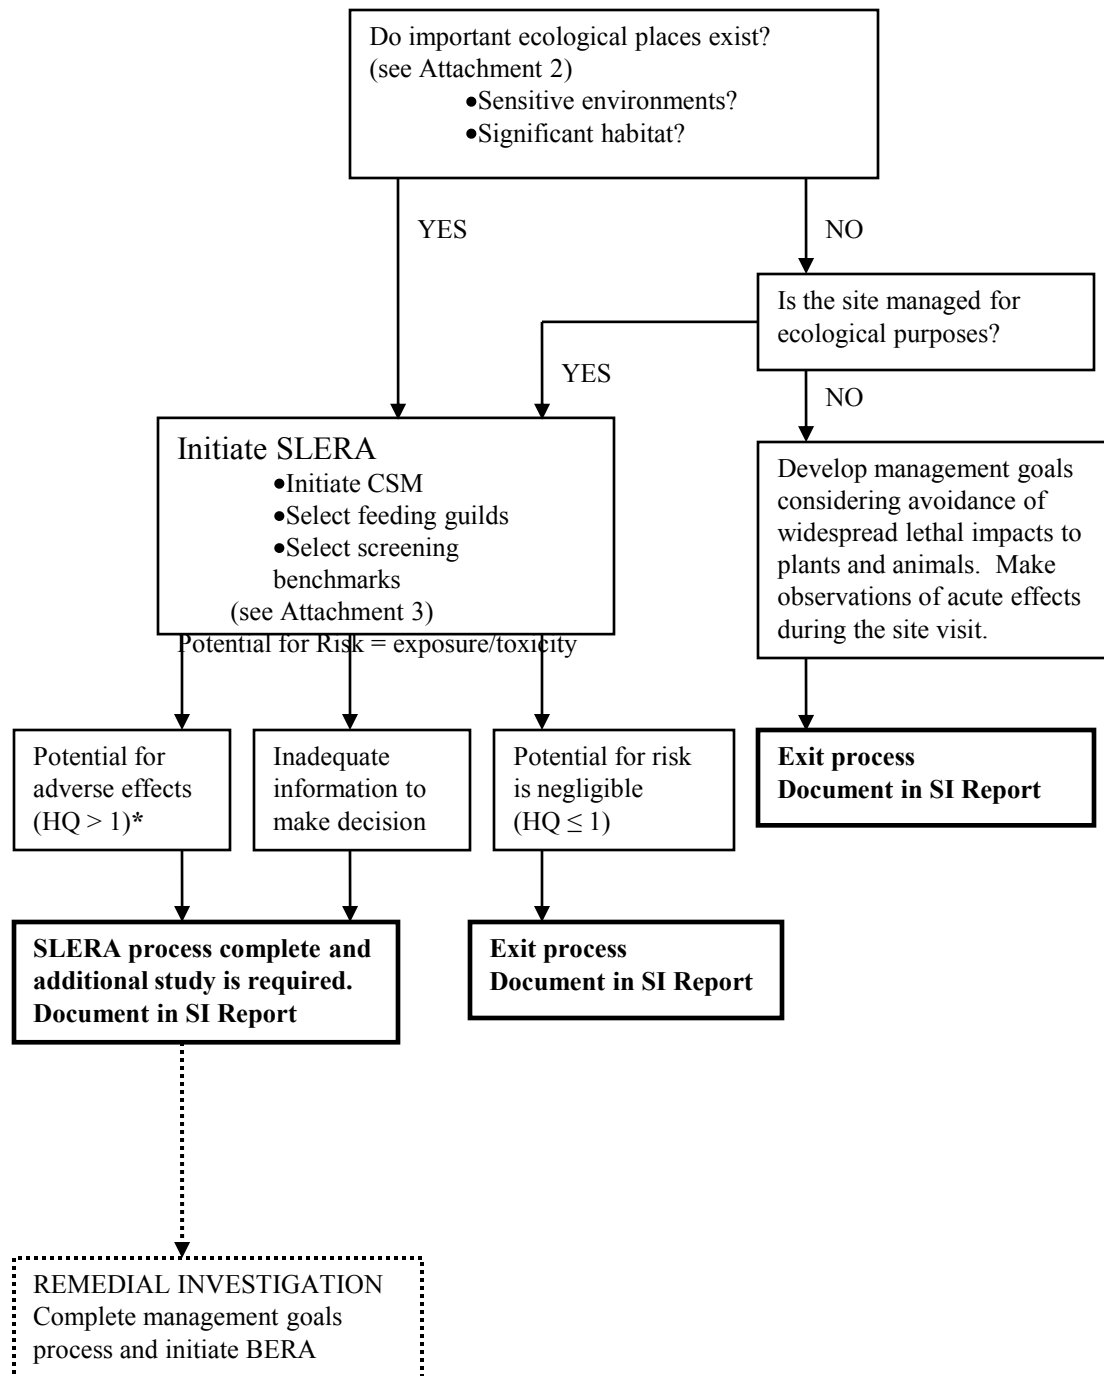 Do important ecological places exist?
(see Attachment 2)
•Sensitive environments?
•Significant habitat?
YES
NO
Is the site managed for
ecological purposes?
YES
NO
Initiate SLERA
•Initiate CSM
•Select feeding guilds
•Select screening
benchmarks
(see Attachment 3)
Potential for Risk = exposure/toxicity
Develop management goals
considering avoidance of
widespread lethal impacts to
plants and animals.  Make
observations of acute effects
during the site visit.
Potential for
adverse effects
(HQ > 1)*
Inadequate
information to
make decision
Potential for risk
is negligible
(HQ ≤ 1)
Exit process
Document in SI Report
SLERA process complete and
additional study is required.
Document in SI Report
Exit process
Document in SI Report
REMEDIAL INVESTIGATION
Complete management goals
process and initiate BERA